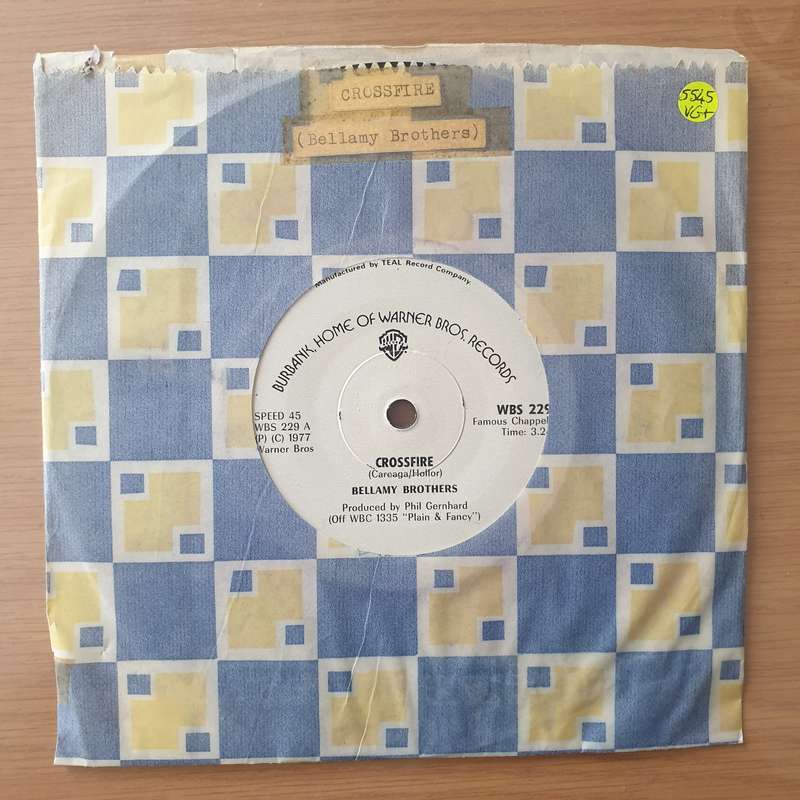 CROSSFIRE
(Bellamy Brothers)
5545
VG+
Manufactured by TEAL Record Company.
BURBANK, HOME OF WARNER BROS. RECORDS
SPEED 45
WBS 229 A
(P) (C) 1977
Warner Bros
WBS 229
Famous Chappel
Time: 3.2
CROSSFIRE
(Careaga/Holfor)
BELLAMY BROTHERS
Produced by Phil Gernhard
(Off WBC 1335 "Plain & Fancy")